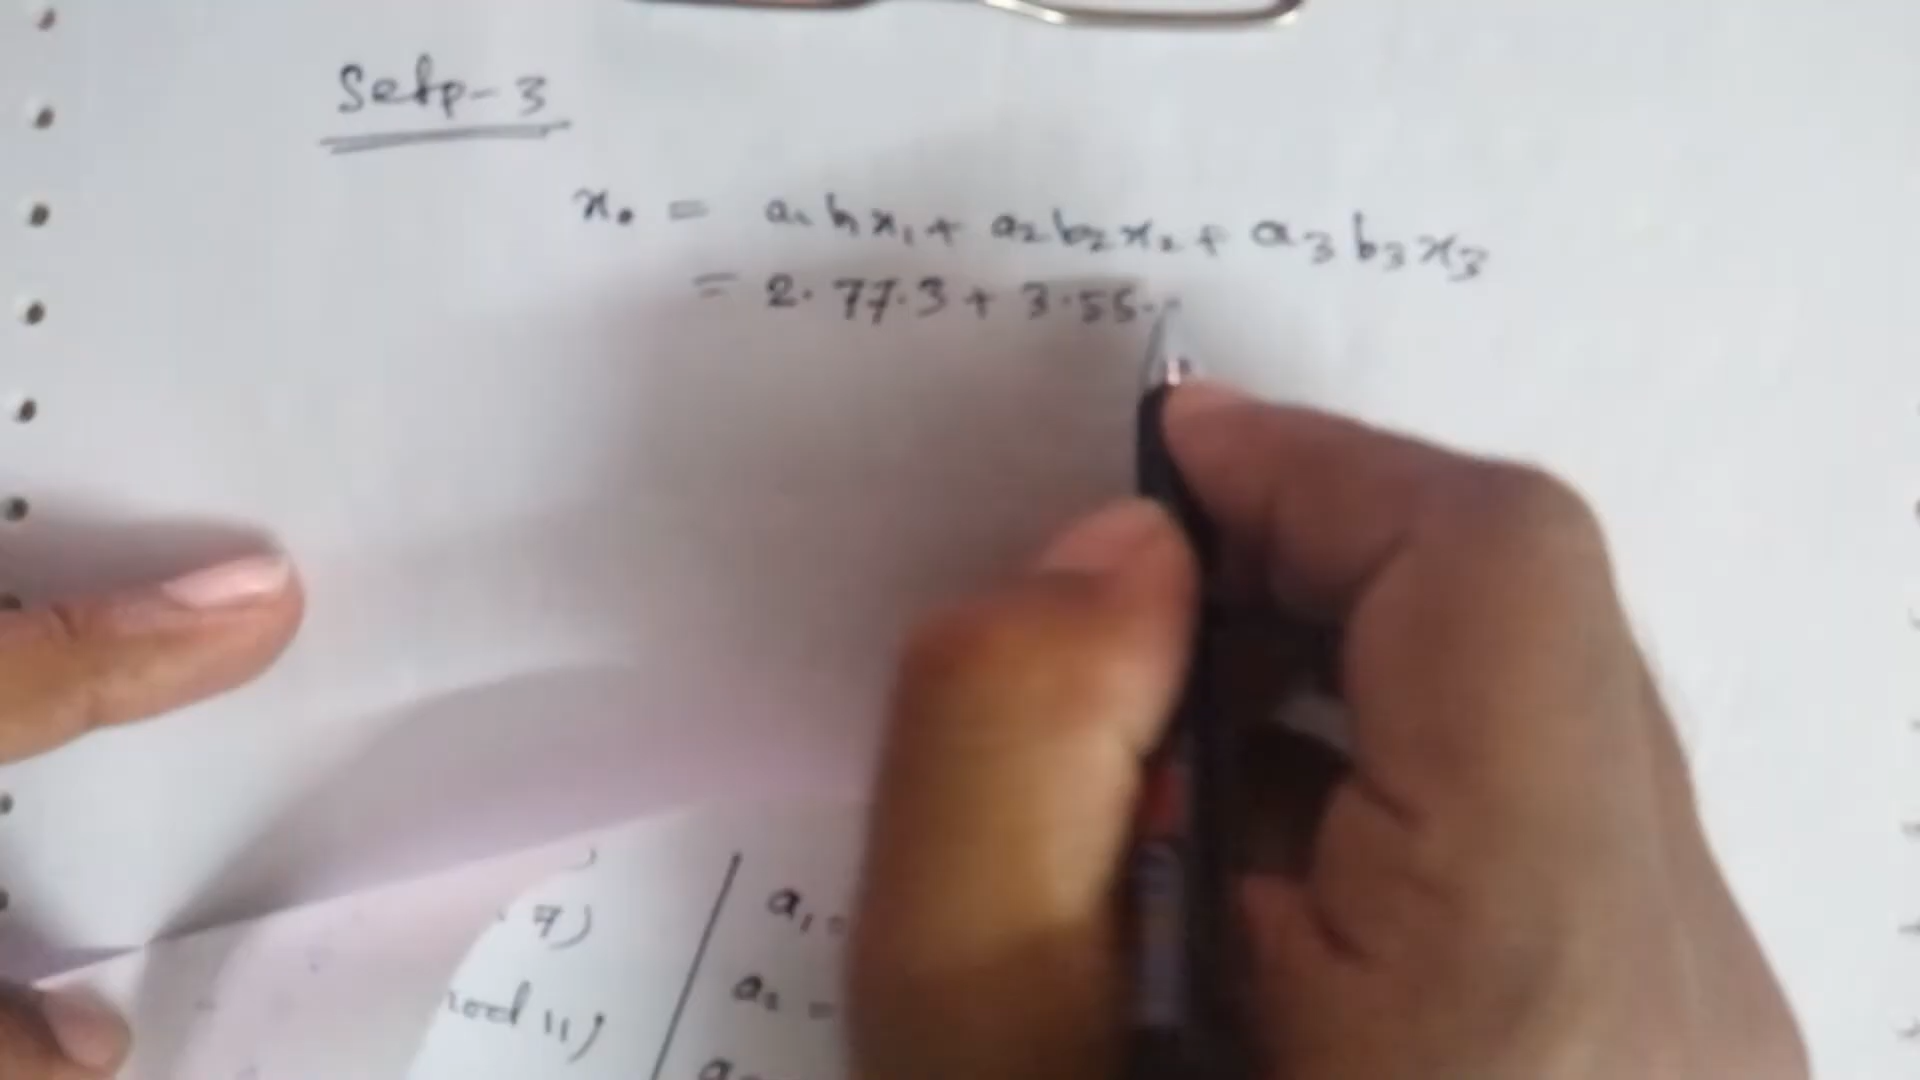 Setp-3
x₀ = a₁b₁x₁ + a₂b₂x₂ + a₃b₃x₃
= 2.77.3 + 3.55.
7)
mod 11)
a₁ =
a₂ =